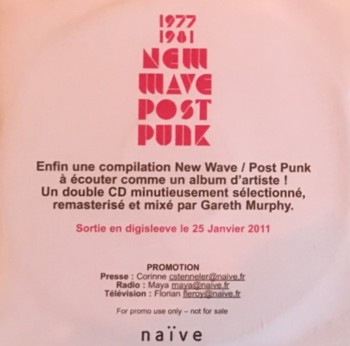 1977
1981
NEW
WAVE
POST
PUNK
Enfin une compilation New Wave / Post Punk
à écouter comme un album d'artiste !
Un double CD minutieusement sélectionné,
remasterisé et mixé par Gareth Murphy.
Sortie en digisleeve le 25 Janvier 2011
PROMOTION
Presse : Corinne cstenneler@naive.fr
Radio : Maya maya@naive.fr
Télévision : Florian fleroy@naive.fr
For promo use only – not for sale
naïve